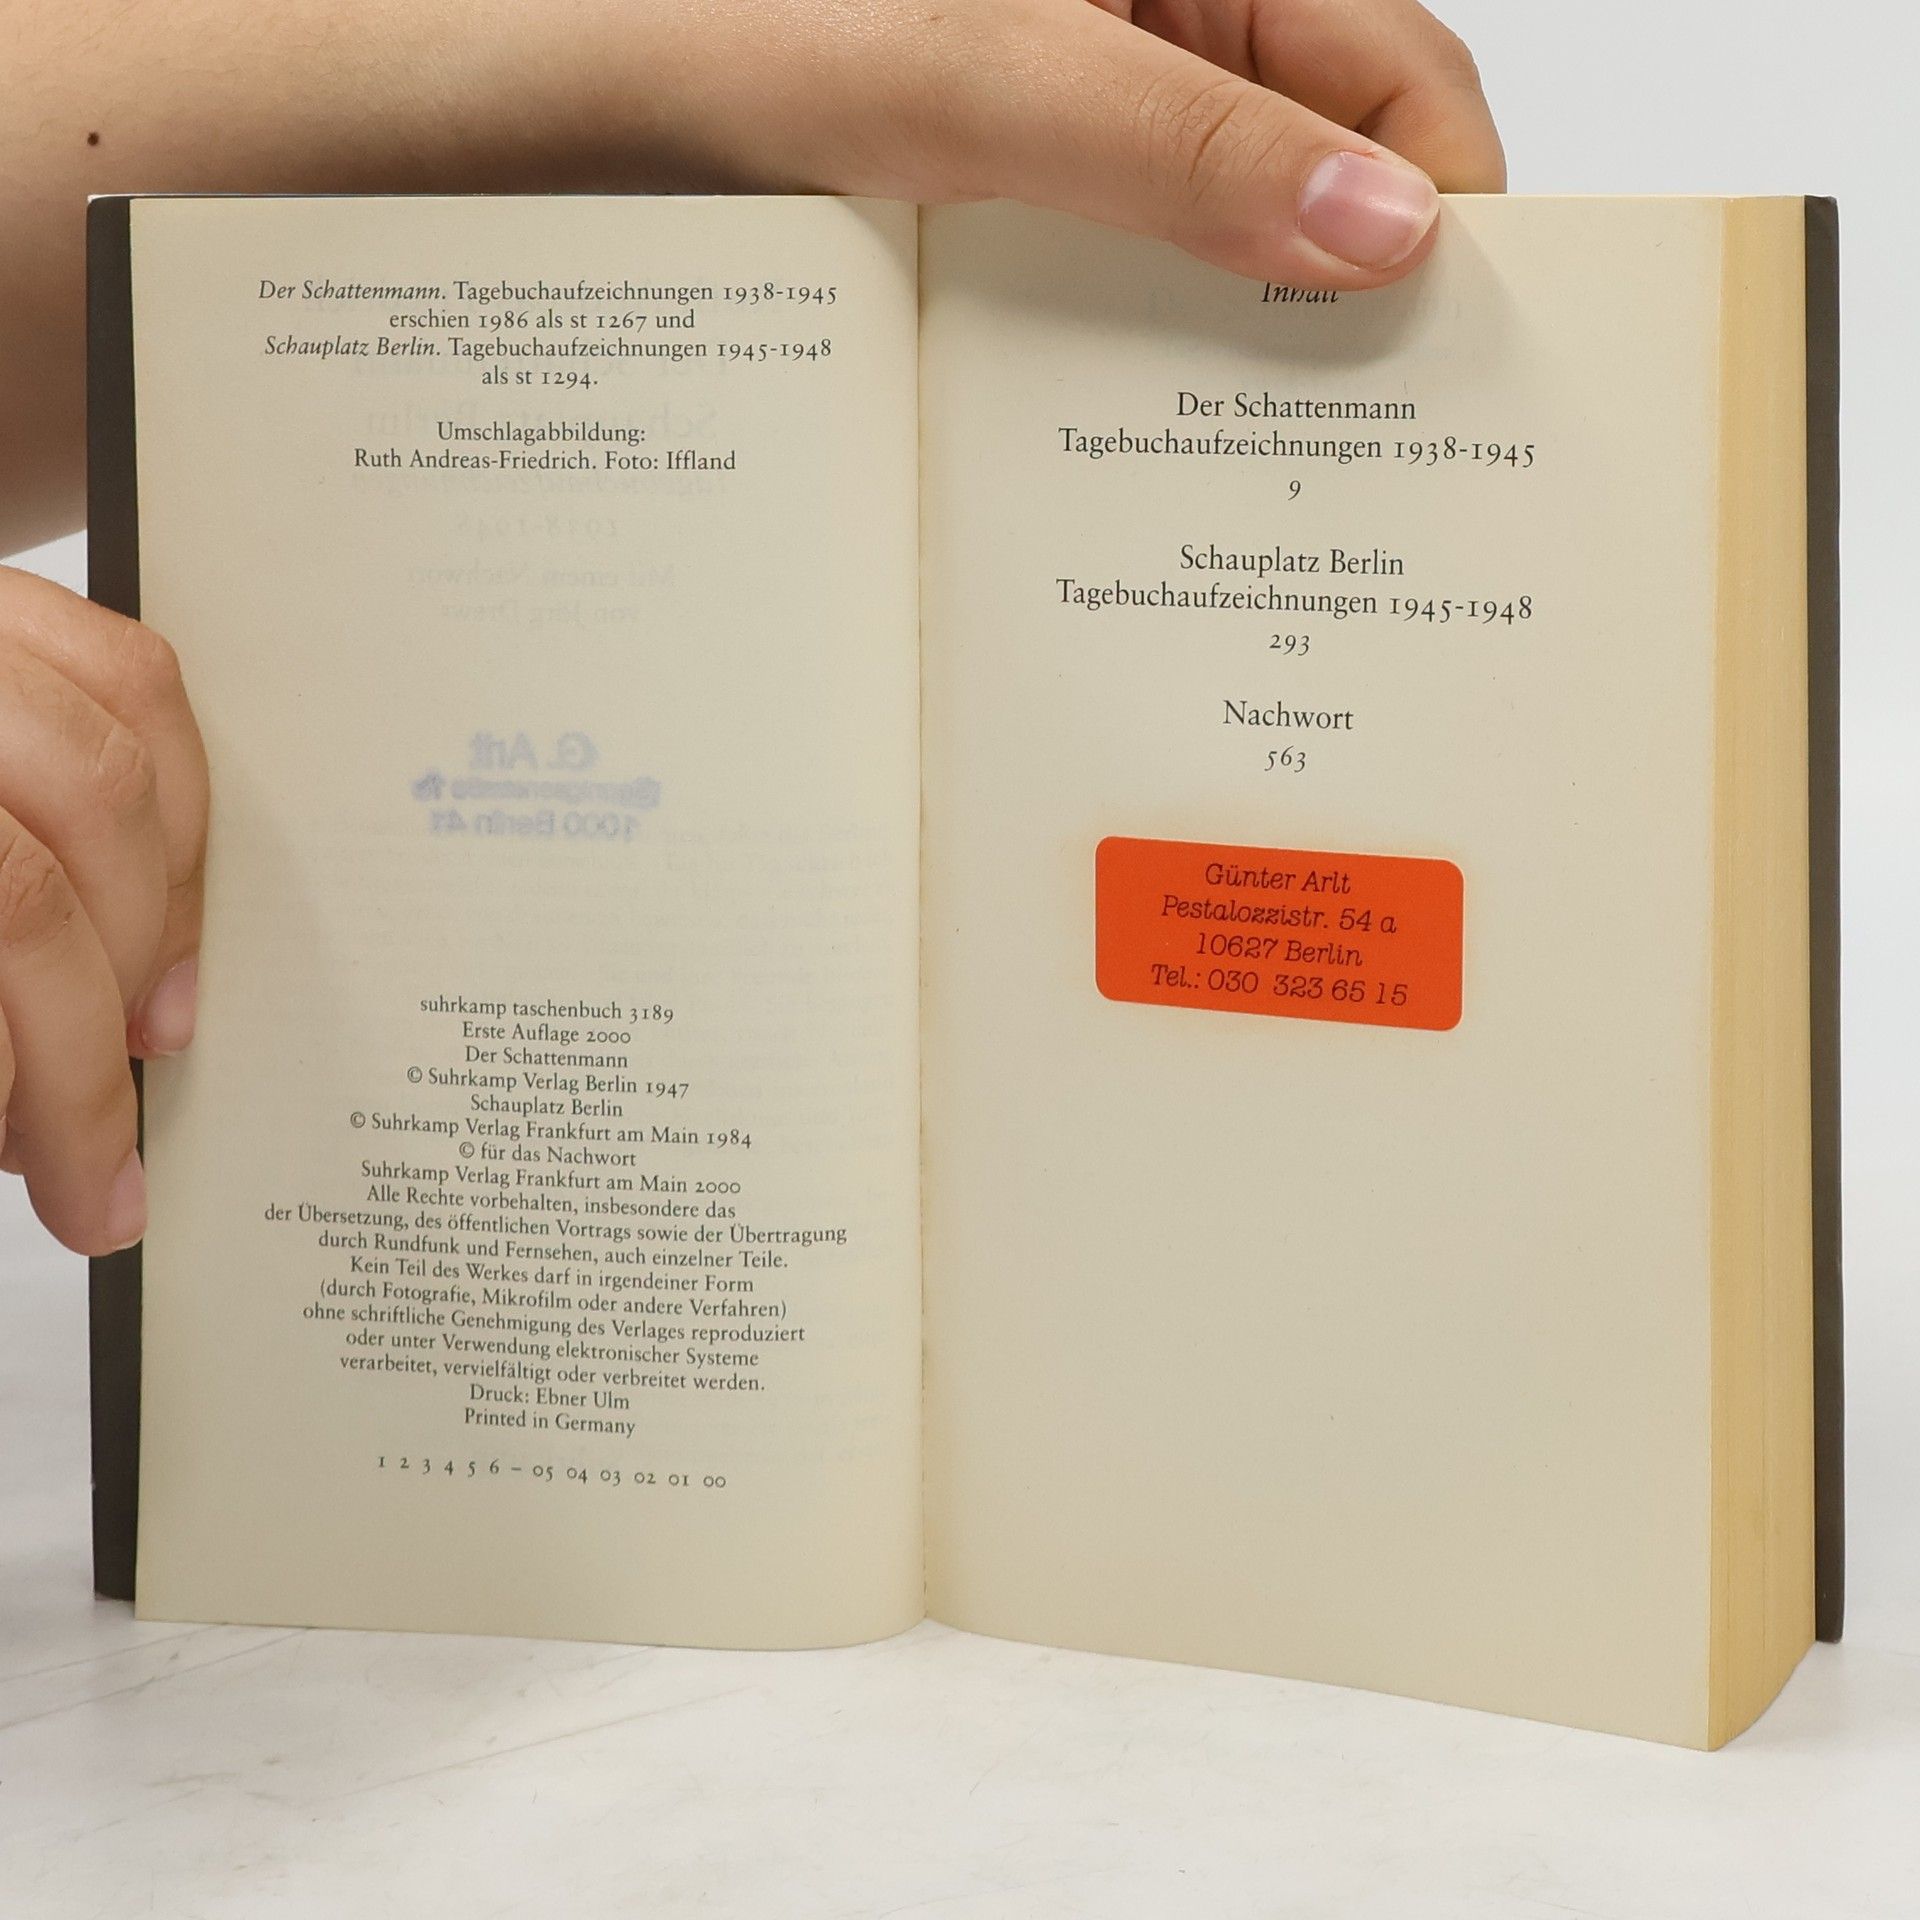 Der Schattenmann. Tagebuchaufzeichnungen 1938-1945
erschien 1986 als st 1267 und
Schauplatz Berlin. Tagebuchaufzeichnungen 1945-1948
als st 1294.
Umschlagabbildung:
Ruth Andreas-Friedrich. Foto: Iffland
G. Arlt
1000 Berlin 41
suhrkamp taschenbuch 3189
Erste Auflage 2000
Der Schattenmann
© Suhrkamp Verlag Berlin 1947
Schauplatz Berlin
© Suhrkamp Verlag Frankfurt am Main 1984
© für das Nachwort
Suhrkamp Verlag Frankfurt am Main 2000
Alle Rechte vorbehalten, insbesondere das
der Übersetzung, des öffentlichen Vortrags sowie der Übertragung
durch Rundfunk und Fernsehen, auch einzelner Teile.
Kein Teil des Werkes darf in irgendeiner Form
(durch Fotografie, Mikrofilm oder andere Verfahren)
ohne schriftliche Genehmigung des Verlages reproduziert
oder unter Verwendung elektronischer Systeme
verarbeitet, vervielfältigt oder verbreitet werden.
Druck: Ebner Ulm
Printed in Germany
1 2 3 4 5 6 – 05 04 03 02 01 00
Inhalt
Der Schattenmann
Tagebuchaufzeichnungen 1938-1945
9
Schauplatz Berlin
Tagebuchaufzeichnungen 1945-1948
293
Nachwort
563
Günter Arlt
Pestalozzistr. 54 a
10627 Berlin
Tel.: 030 323 65 15